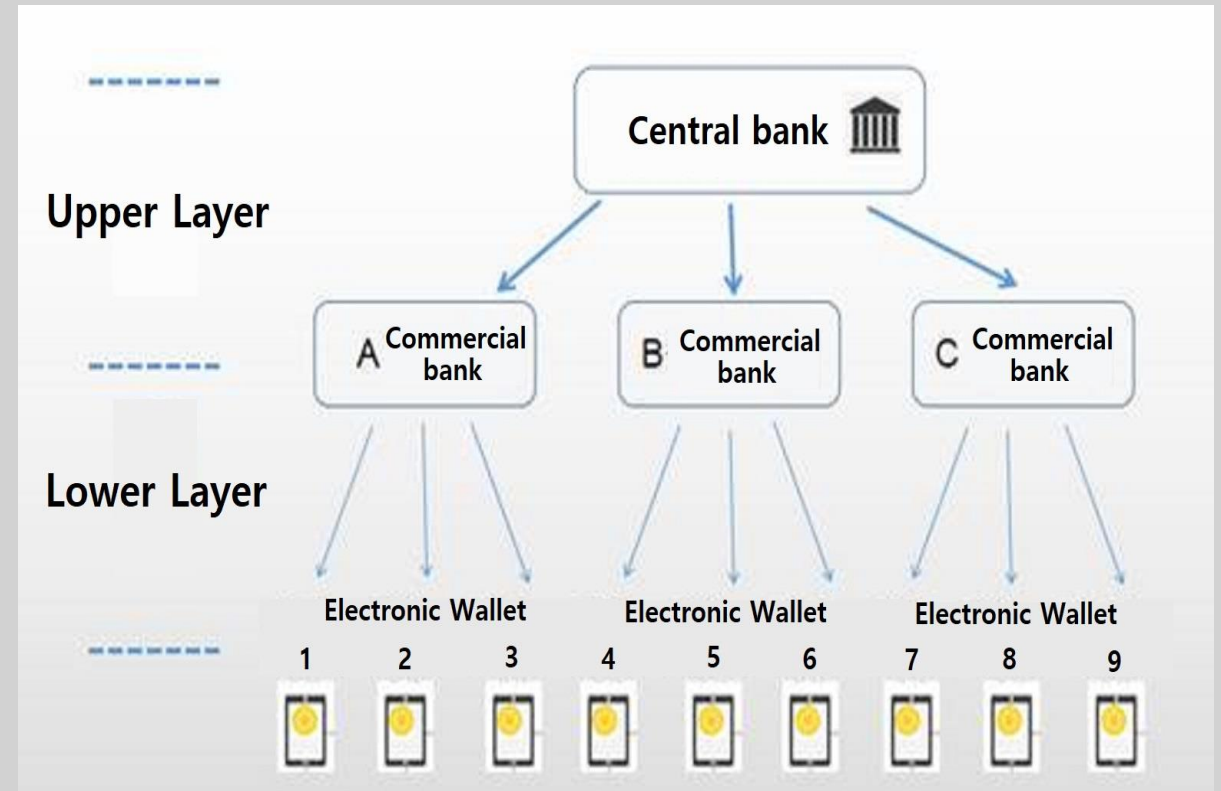 Central bank
Upper Layer
A Commercial
bank
B Commercial
bank
C Commercial
bank
Lower Layer
Electronic Wallet
Electronic Wallet
Electronic Wallet
1 2 3 4 5 6 7 8 9